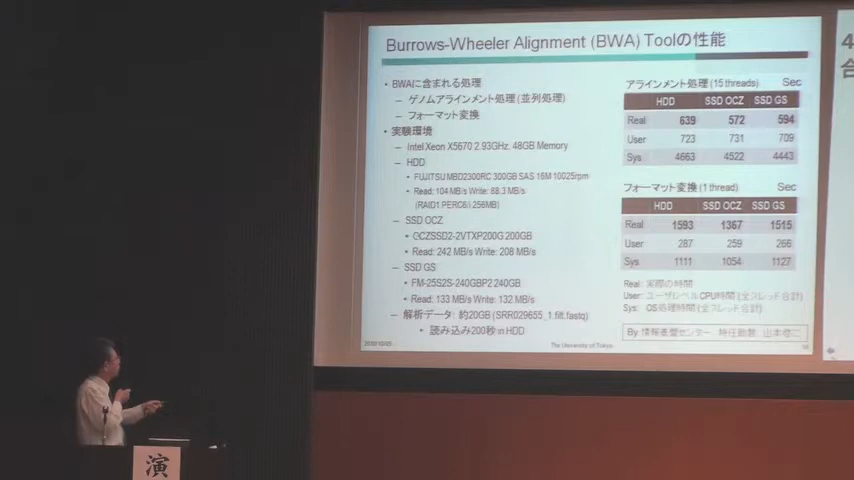 Burrows-Wheeler Alignment (BWA) Toolの性能
• BWAに含まれる処理
– ゲノムアラインメント処理(並列処理)
– フォーマット変換
• 実験環境
– Intel Xeon X5670 2.93GHz, 48GB Memory
– HDD
• FUJITSU MBD2300RC 300GB SAS 16M 10025rpm
• Read: 104 MB/s Write: 88.3 MB/s
(RAID1 PERC6/i 256MB)
– SSD OCZ
• OCZSSD2-2VTXP200G 200GB
• Read: 242 MB/s Write: 208 MB/s
– SSD GS
• FM-25S2S-240GBP2 240GB
• Read: 133 MB/s Write: 132 MB/s
– 解析データ: 約20GB (SRR029655_1.filt.fastq)
• 読み込み200秒 in HDD
アラインメント処理(15 threads) Sec
HDD SSD OCZ SSD GS
Real 639 572 594
User 723 731 709
Sys 4663 4522 4443
フォーマット変換(1 thread) Sec
HDD SSD OCZ SSD GS
Real 1593 1367 1515
User 287 259 266
Sys 1111 1054 1127
Real: 実際の時間
User: ユーザレベルCPU時間(全スレッド合計)
Sys: OS処理時間(全スレッド合計)
By 情報基盤センター 特任助教
The University of Tokyo
4
合
演